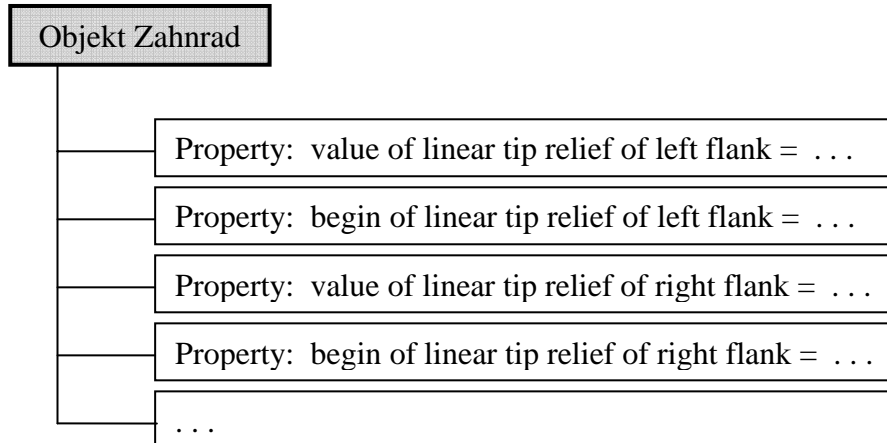 Objekt Zahnrad
Property:  value of linear tip relief of left flank =  . . .
Property:  begin of linear tip relief of left flank =  . . .
Property:  value of linear tip relief of right flank =  . . .
Property:  begin of linear tip relief of right flank =  . . .
. . .